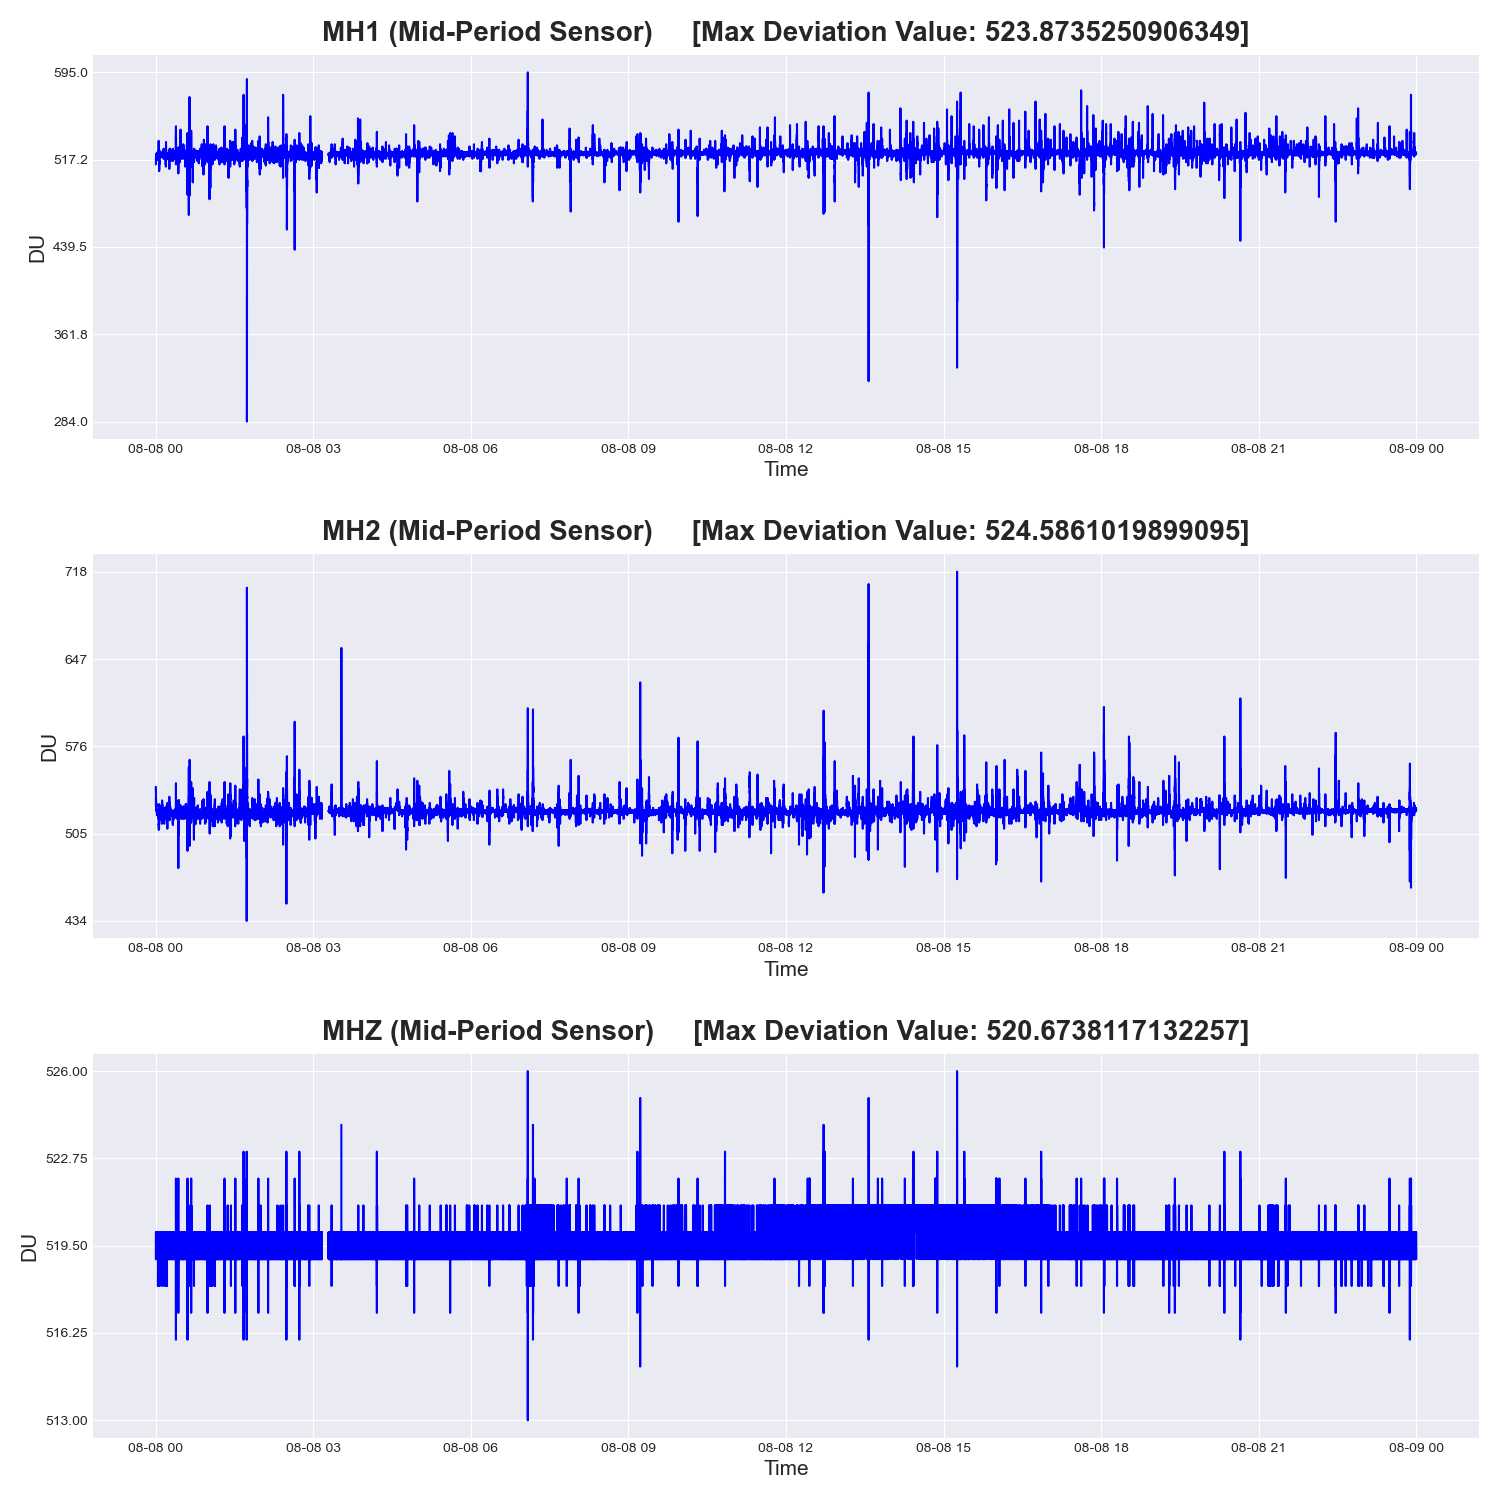 MH1 (Mid-Period Sensor) [Max Deviation Value: 523.8735250906349]
595.0
517.2
439.5
361.8
284.0
DU
08-08 00 08-08 03 08-08 06 08-08 09 08-08 12 08-08 15 08-08 18 08-08 21 08-09 00
Time
MH2 (Mid-Period Sensor) [Max Deviation Value: 524.5861019899095]
718
647
576
505
434
DU
08-08 00 08-08 03 08-08 06 08-08 09 08-08 12 08-08 15 08-08 18 08-08 21 08-09 00
Time
MHZ (Mid-Period Sensor) [Max Deviation Value: 520.6738117132257]
526.00
522.75
519.50
516.25
513.00
DU
08-08 00 08-08 03 08-08 06 08-08 09 08-08 12 08-08 15 08-08 18 08-08 21 08-09 00
Time